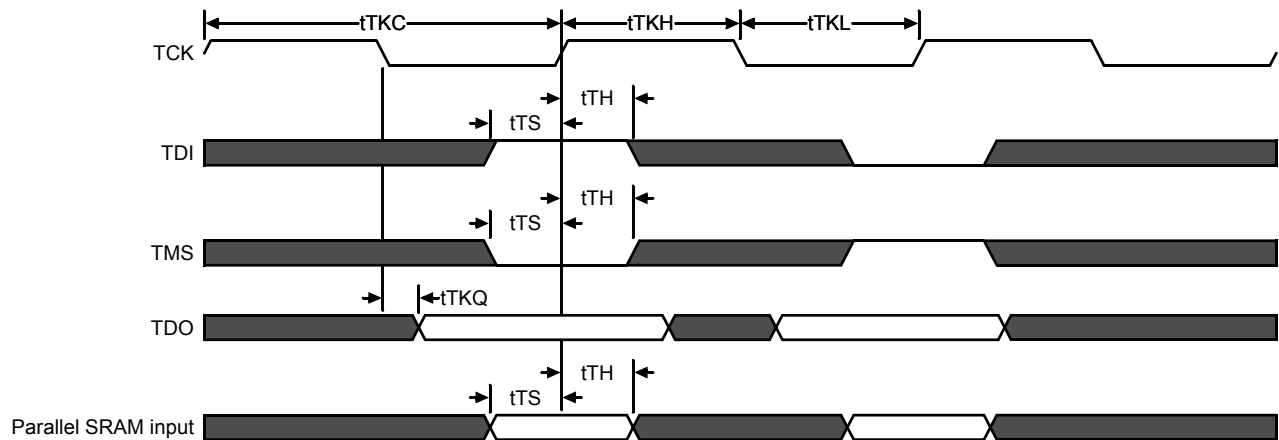 tTKC
tTKH
tTKL
TCK
tTH
tTS
TDI
tTH
tTS
TMS
tTKQ
TDO
tTH
tTS
Parallel SRAM input